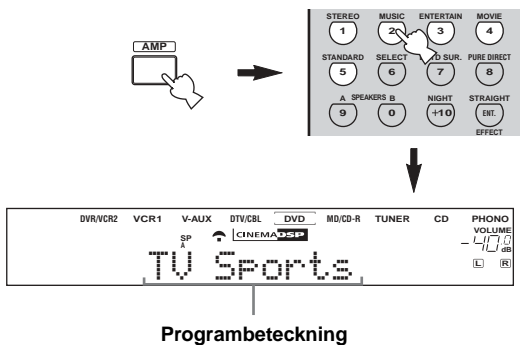 STEREO MUSIC ENTERTAIN MOVIE
1 2 3 4
AMP
STANDARD SELECT D SUR. PURE DIRECT
5 6 7 8
A SPEAKERS B NIGHT STRAIGHT
9 0 +10 ENT.
EFFECT
DVR/VCR2 VCR1 V-AUX DTV/CBL DVD MD/CD-R TUNER CD PHONO
VOLUME
SP A CINEMA DSP -40.0 dB
L R
TV Sports
Programbeteckning